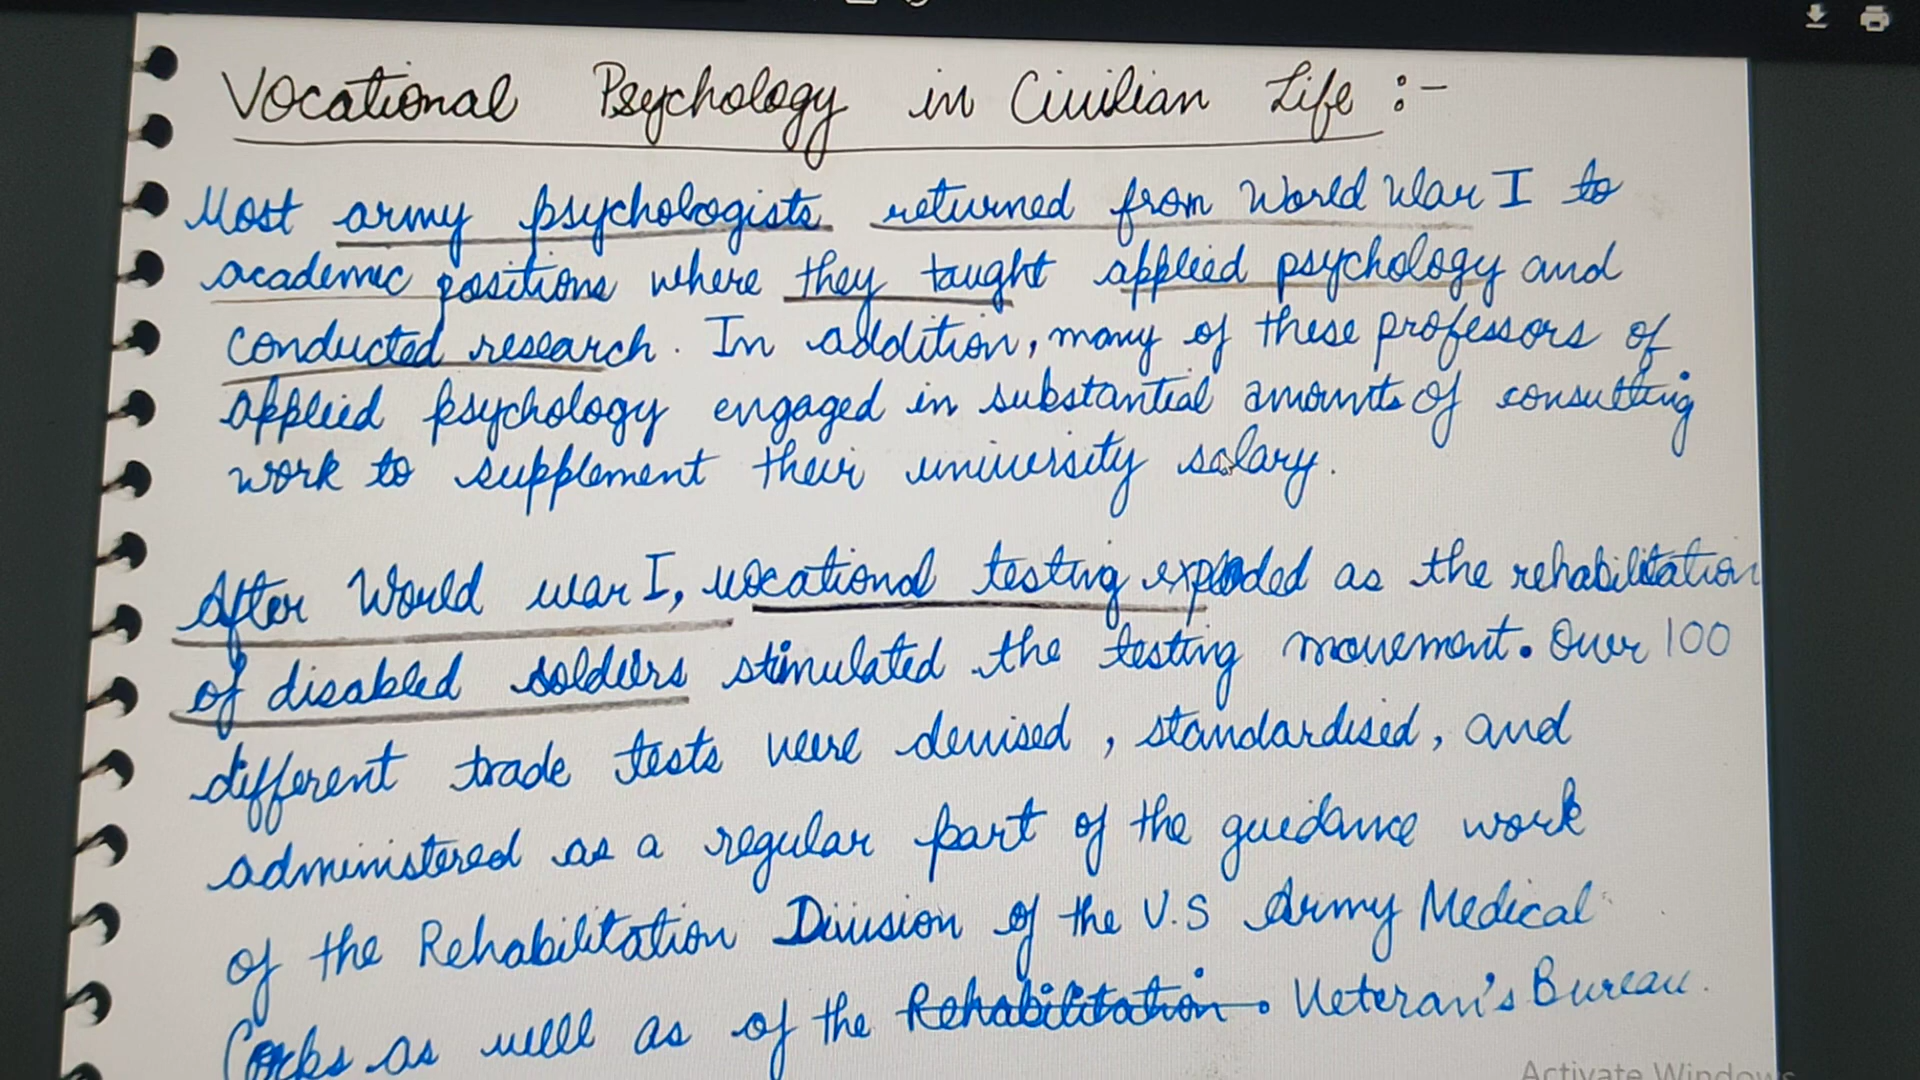 Vocational Psychology in Civilian Life :-
Most army psychologists returned from World War I to
academic positions where they taught applied psychology and
conducted research. In addition, many of these professors of
applied psychology engaged in substantial amounts of consulting
work to supplement their university salary.
After World war I, vocational testing exploded as the rehabilitation
of disabled soldiers stimulated the testing movement. Over 100
different trade tests were devised, standardised, and
administered as a regular part of the guidance work
of the Rehabilitation Division of the U.S Army Medical
as well as of the Rehabilitation. Veteran's Bureau.
Activate Windows